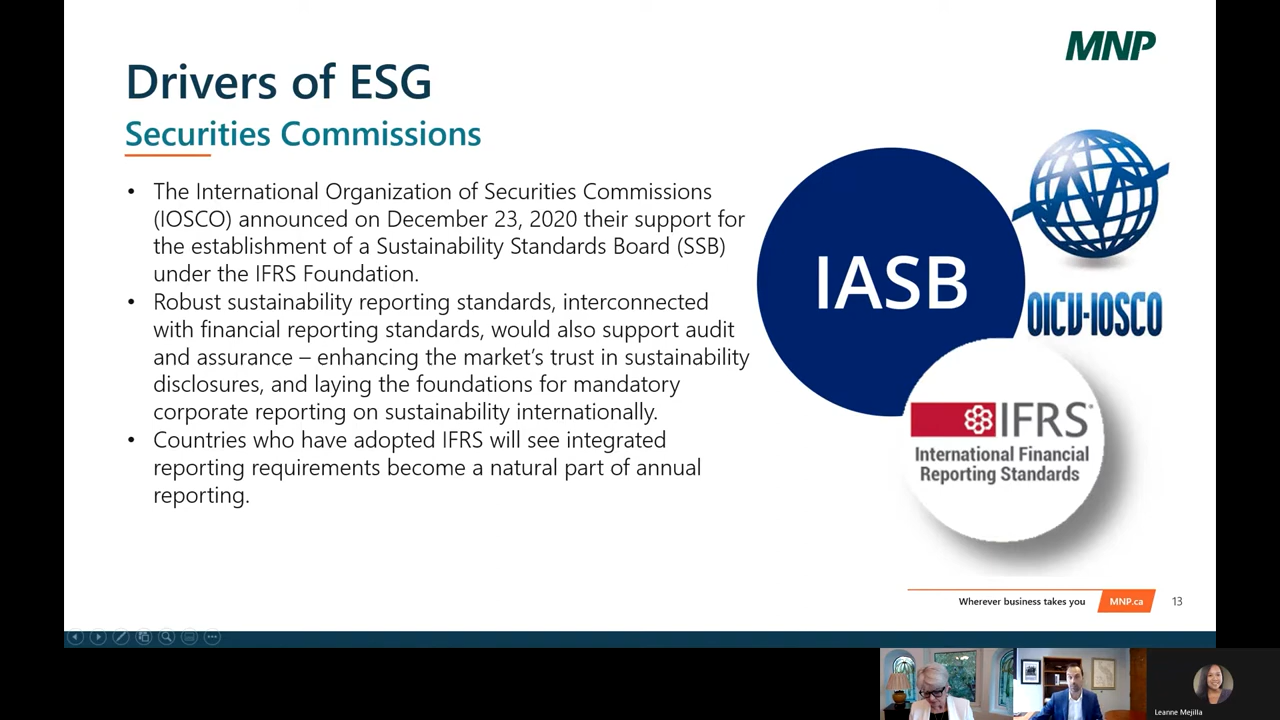 MNP
Drivers of ESG
Securities Commissions
• The International Organization of Securities Commissions
(IOSCO) announced on December 23, 2020 their support for
the establishment of a Sustainability Standards Board (SSB)
under the IFRS Foundation.
• Robust sustainability reporting standards, interconnected
with financial reporting standards, would also support audit
and assurance – enhancing the market's trust in sustainability
disclosures, and laying the foundations for mandatory
corporate reporting on sustainability internationally.
• Countries who have adopted IFRS will see integrated
reporting requirements become a natural part of annual
reporting.
IASB
OICU-IOSCO
IFRS®
International Financial
Reporting Standards
Wherever business takes you
MNP.ca
13
Leanne Mejilla